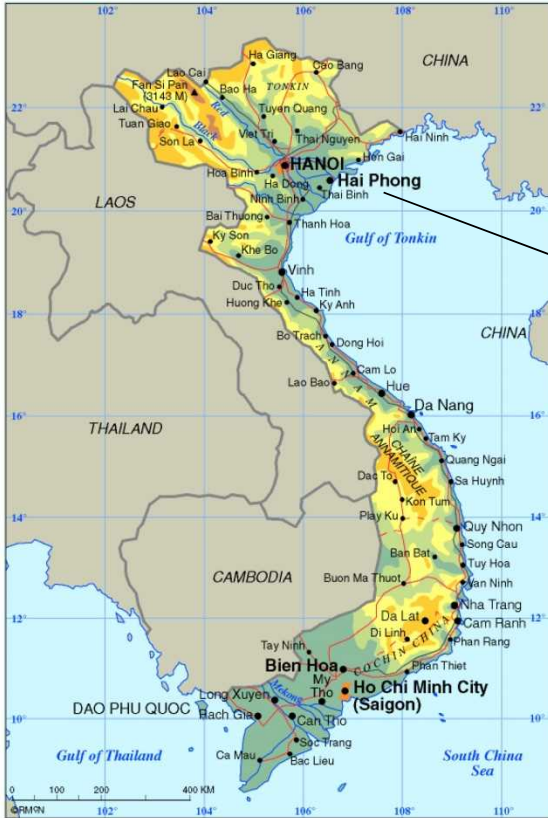 102° 104° 106° 108° 110°
Ha Giang
CHINA
Lao Cai
Cao Bang
Fan Si Pan
(3143 M)
Bao Ha
TONKIN
22°
Lai Chau
Red
Tuyen Quang
Tuan Giao
Black
Viet Tri
Thai Nguyen
Hai Ninh
Son La
HANOI
Hon Gai
Hoa Binh
Ha Dong
Hai Phong
LAOS
Ninh Binh
Thai Binh
20°
20°
Bai Thuong
Thanh Hoa
Gulf of Tonkin
Ky Son
Khe Bo
Vinh
Duc Tho
Ha Tinh
Huong Khe
Ky Anh
18°
18°
CHINA
Bo Trach
Dong Hoi
ANNAM
Cam Lo
Lao Bao
Hue
Da Nang
16°
16°
THAILAND
Hoi An
Tam Ky
CHAINE
ANNAMITIQUE
Quang Ngai
Dac To
Sa Huynh
Kon Tum
Play Ku
14°
14°
Quy Nhon
Song Cau
Ban Bat
Tuy Hoa
CAMBODIA
Buon Ma Thuot
Van Ninh
Nha Trang
12°
12°
Da Lat
Cam Ranh
Di Linh
COCHIN CHINA
Tay Ninh
Phan Rang
Bien Hoa
Phan Thiet
Mekong
My
Tho
Long Xuyen
Ho Chi Minh City
(Saigon)
DAO PHU QUOC
10°
10°
Rach Gia
Can Tho
Soc Trang
Gulf of Thailand
Ca Mau
Bac Lieu
South China
Sea
0 200 400 KM
102° 104° 106° 108° 110°